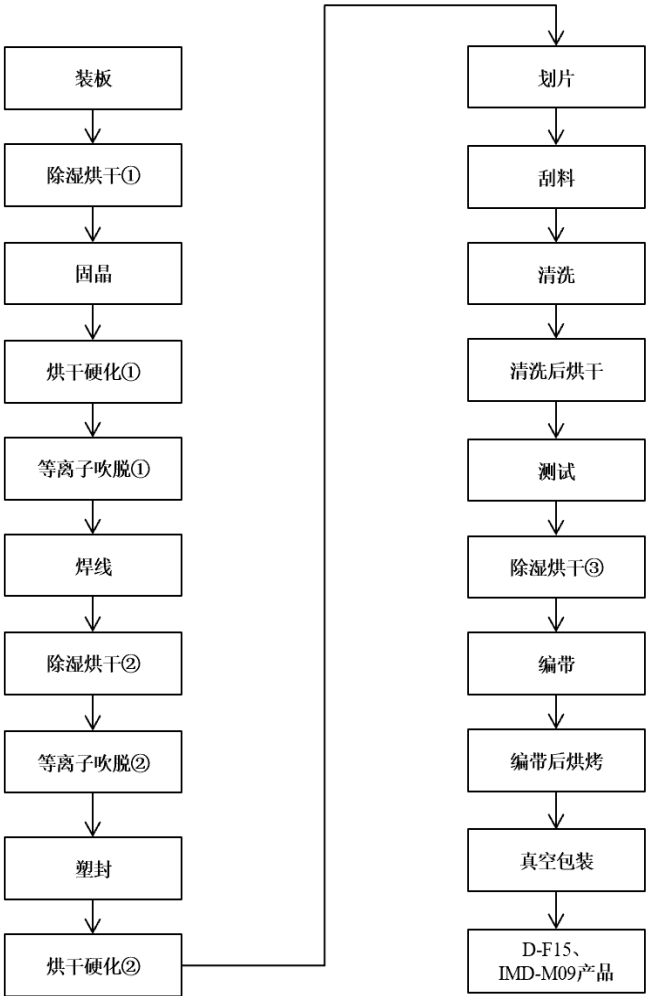 装板
除湿烘干①
固晶
烘干硬化①
等离子吹脱①
焊线
除湿烘干②
等离子吹脱②
塑封
烘干硬化②
划片
刮料
清洗
清洗后烘干
测试
除湿烘干③
编带
编带后烘烤
真空包装
D-F15、
IMD-M09产品